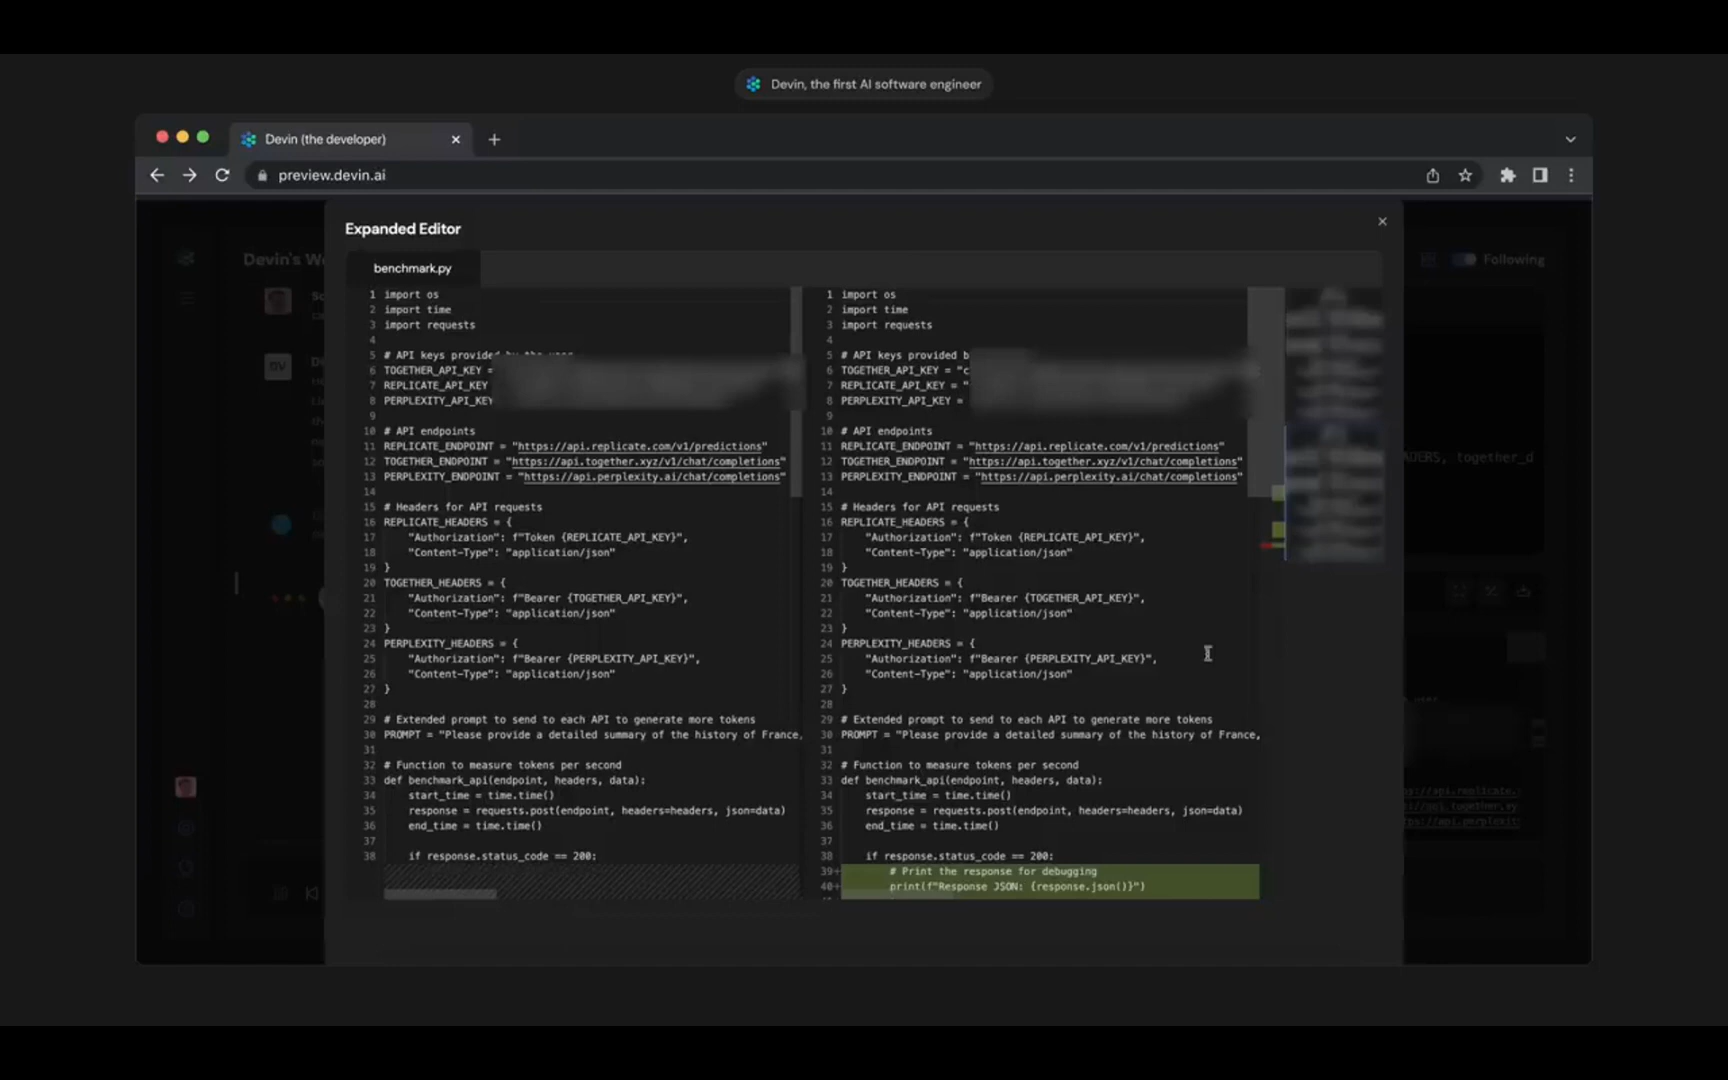 Devin, the first AI software engineer
Devin (the developer)
preview.devin.ai
Expanded Editor
Devin's W
Following
benchmark.py
1 import os
2 import time
3 import requests
4
5 # API keys provided by the user
6 TOGETHER_API_KEY =
7 REPLICATE_API_KEY
8 PERPLEXITY_API_KEY
9
10 # API endpoints
11 REPLICATE_ENDPOINT = "https://api.replicate.com/v1/predictions"
12 TOGETHER_ENDPOINT = "https://api.together.xyz/v1/chat/completions"
13 PERPLEXITY_ENDPOINT = "https://api.perplexity.ai/chat/completions"
14
15 # Headers for API requests
16 REPLICATE_HEADERS = {
17 "Authorization": f"Token {REPLICATE_API_KEY}",
18 "Content-Type": "application/json"
19 }
20 TOGETHER_HEADERS = {
21 "Authorization": f"Bearer {TOGETHER_API_KEY}",
22 "Content-Type": "application/json"
23 }
24 PERPLEXITY_HEADERS = {
25 "Authorization": f"Bearer {PERPLEXITY_API_KEY}",
26 "Content-Type": "application/json"
27 }
28
29 # Extended prompt to send to each API to generate more tokens
30 PROMPT = "Please provide a detailed summary of the history of France,
31
32 # Function to measure tokens per second
33 def benchmark_api(endpoint, headers, data):
34 start_time = time.time()
35 response = requests.post(endpoint, headers=headers, json=data)
36 end_time = time.time()
37
38 if response.status_code == 200:
1 import os
2 import time
3 import requests
4
5 # API keys provided b
6 TOGETHER_API_KEY = "c
7 REPLICATE_API_KEY = "
8 PERPLEXITY_API_KEY =
9
10 # API endpoints
11 REPLICATE_ENDPOINT = "https://api.replicate.com/v1/predictions"
12 TOGETHER_ENDPOINT = "https://api.together.xyz/v1/chat/completions"
13 PERPLEXITY_ENDPOINT = "https://api.perplexity.ai/chat/completions"
14
15 # Headers for API requests
16 REPLICATE_HEADERS = {
17 "Authorization": f"Token {REPLICATE_API_KEY}",
18 "Content-Type": "application/json"
19 }
20 TOGETHER_HEADERS = {
21 "Authorization": f"Bearer {TOGETHER_API_KEY}",
22 "Content-Type": "application/json"
23 }
24 PERPLEXITY_HEADERS = {
25 "Authorization": f"Bearer {PERPLEXITY_API_KEY}",
26 "Content-Type": "application/json"
27 }
28
29 # Extended prompt to send to each API to generate more tokens
30 PROMPT = "Please provide a detailed summary of the history of France,
31
32 # Function to measure tokens per second
33 def benchmark_api(endpoint, headers, data):
34 start_time = time.time()
35 response = requests.post(endpoint, headers=headers, json=data)
36 end_time = time.time()
37
38 if response.status_code == 200:
39+ # Print the response for debugging
40+ print(f"Response JSON: {response.json()}")
DV
ADERS, together_d